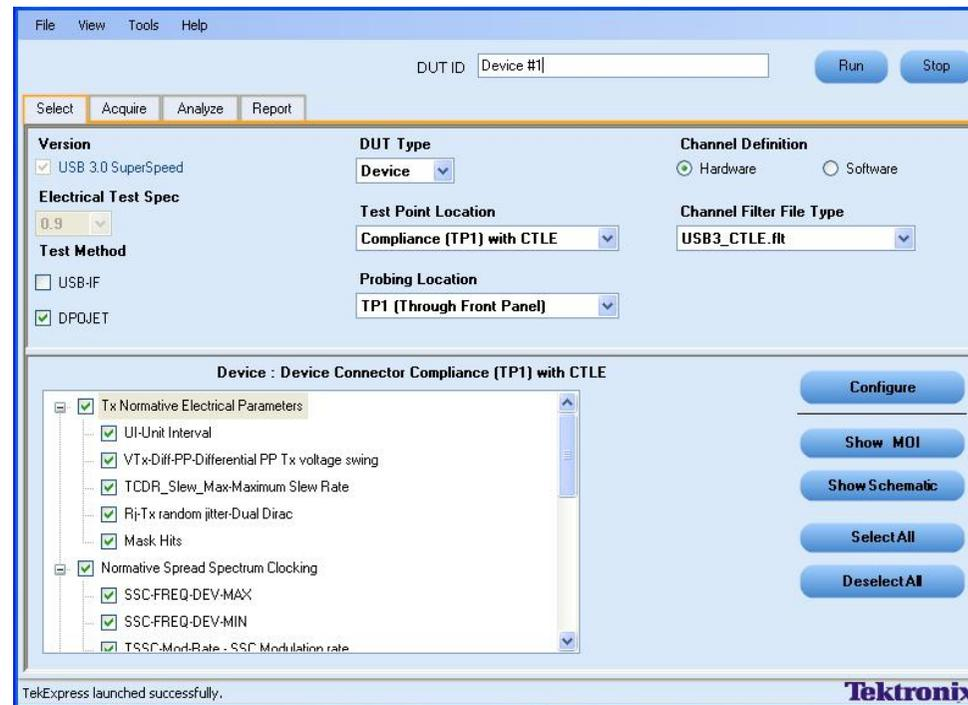 File View Tools Help
DUT ID Device #1
Run Stop
Select Acquire Analyze Report
Version
USB 3.0 SuperSpeed
Electrical Test Spec
0.9
Test Method
USB-IF
DPOJET
DUT Type
Device
Test Point Location
Compliance (TP1) with CTLE
Probing Location
TP1 (Through Front Panel)
Channel Definition
Hardware Software
Channel Filter File Type
USB3_CTLE.flt
Device : Device Connector Compliance (TP1) with CTLE
Tx Normative Electrical Parameters
UI-Unit Interval
VTx-Diff-PP-Differential PP Tx voltage swing
TCDR_Slew_Max-Maximum Slew Rate
Rj-Tx random jitter-Dual Dirac
Mask Hits
Normative Spread Spectrum Clocking
SSC-FREQ-DEV-MAX
SSC-FREQ-DEV-MIN
TSSC-Mod-Rate - SSC Modulation rate
Configure
Show MOI
Show Schematic
Select All
Deselect All
TekExpress launched successfully.
Tektronix